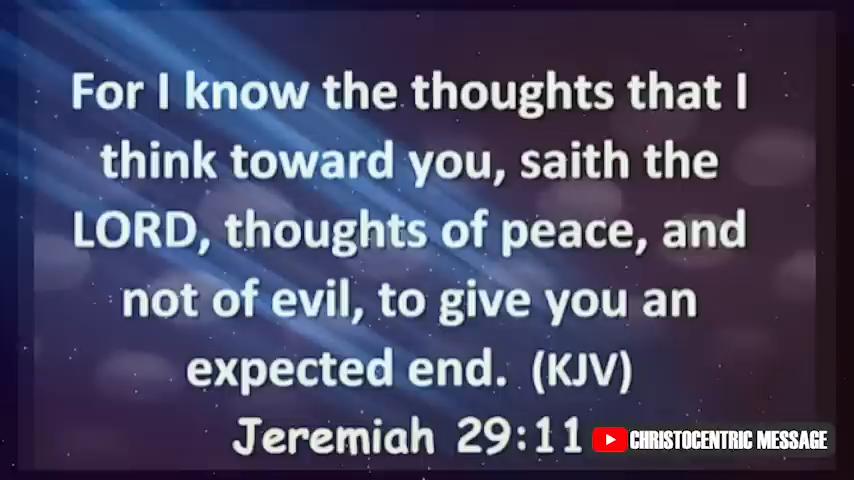 For I know the thoughts that I
think toward you, saith the
LORD, thoughts of peace, and
not of evil, to give you an
expected end. (KJV)
Jeremiah 29:11
CHRISTOCENTRIC MESSAGE